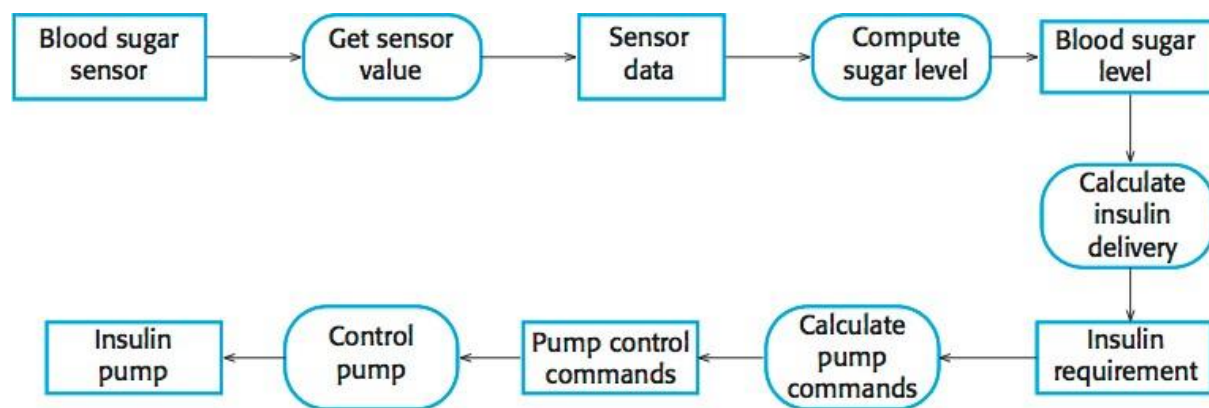 Blood sugar
sensor
Get sensor
value
Sensor
data
Compute
sugar level
Blood sugar
level
Calculate
insulin
delivery
Insulin
requirement
Calculate
pump
commands
Pump control
commands
Control
pump
Insulin
pump